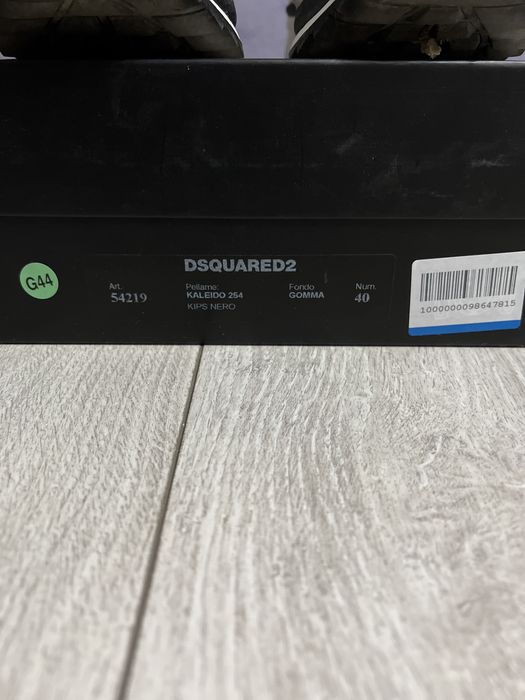 DSQUARED2
G44
Art. Pellame: Fondo Num.
54219 KALEIDO 254 GOMMA 40
KIPS NERO
1000000098647815